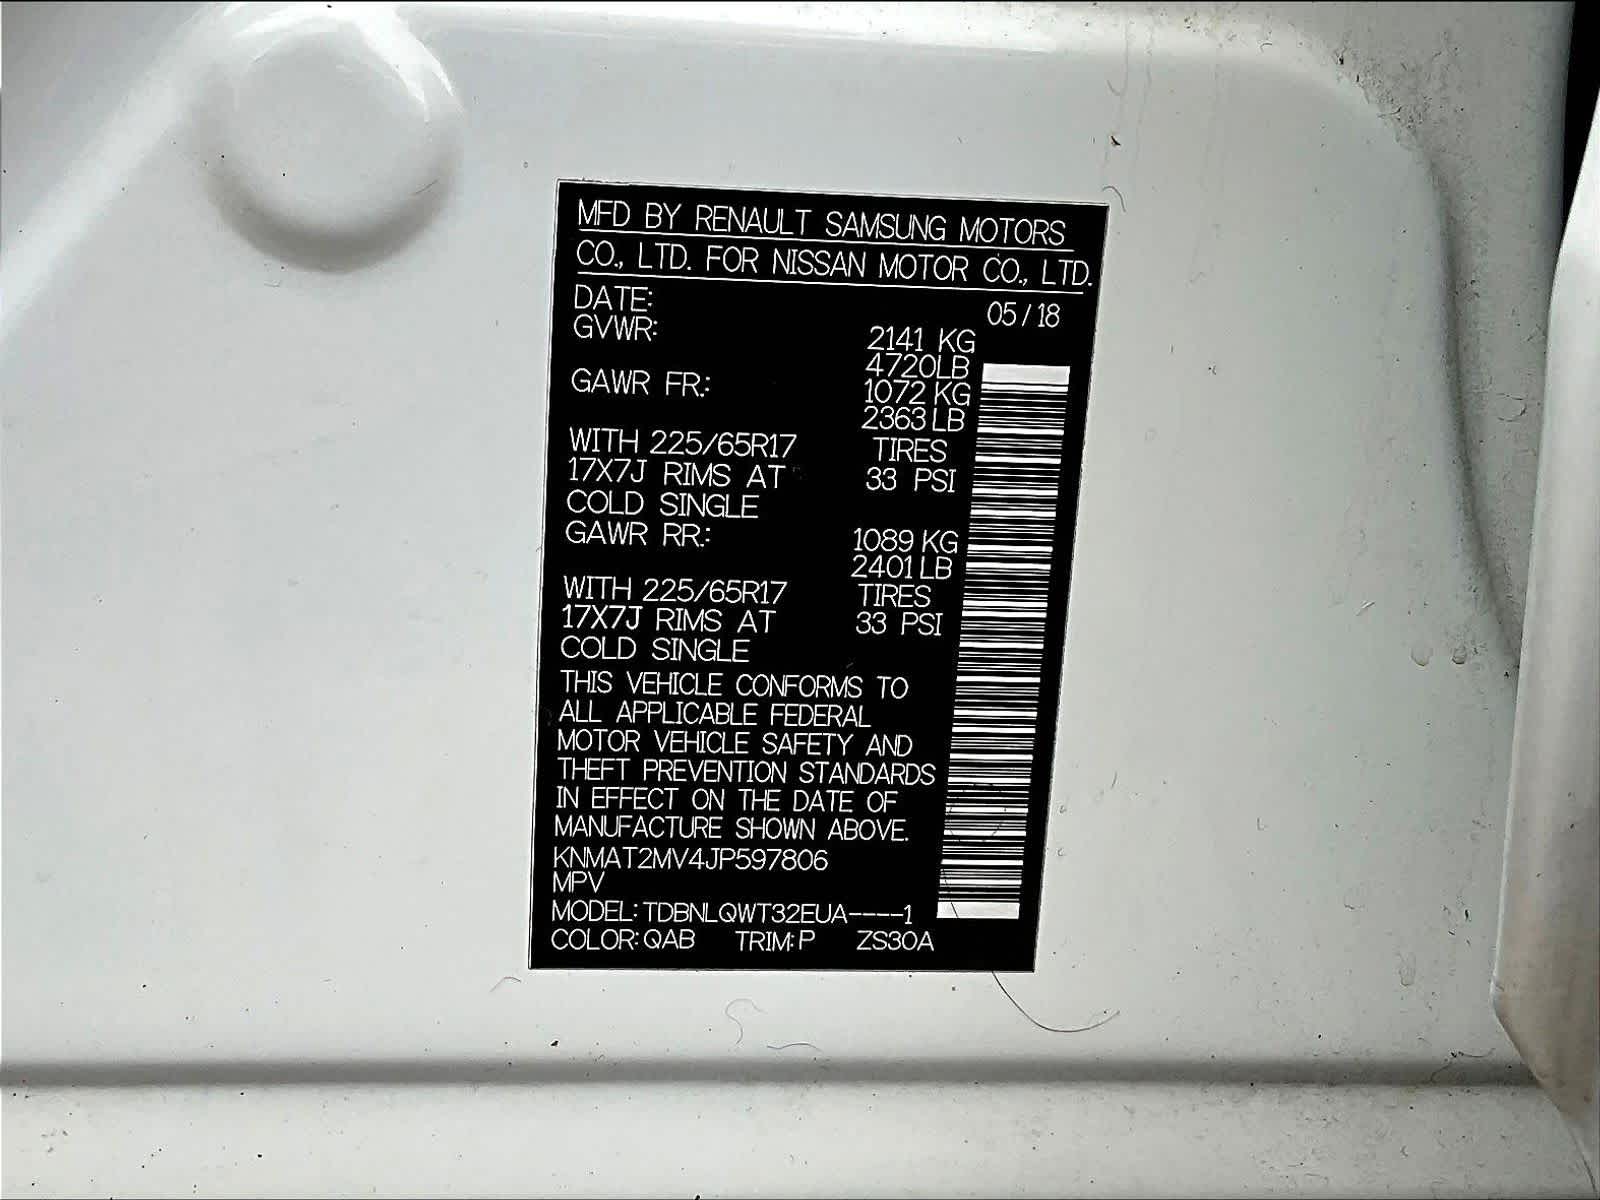 MFD BY RENAULT SAMSUNG MOTORS
CO., LTD. FOR NISSAN MOTOR CO., LTD.
DATE: 05/18
GVWR: 2141 KG
4720LB
GAWR FR.: 1072 KG
2363 LB
WITH 225/65R17 TIRES
17X7J RIMS AT 33 PSI
COLD SINGLE
GAWR RR.: 1089 KG
2401 LB
WITH 225/65R17 TIRES
17X7J RIMS AT 33 PSI
COLD SINGLE
THIS VEHICLE CONFORMS TO
ALL APPLICABLE FEDERAL
MOTOR VEHICLE SAFETY AND
THEFT PREVENTION STANDARDS
IN EFFECT ON THE DATE OF
MANUFACTURE SHOWN ABOVE.
KNMAT2MV4JP597806
MPV
MODEL: TDBNLQWT32EUA----1
COLOR: QAB TRIM: P ZS30A